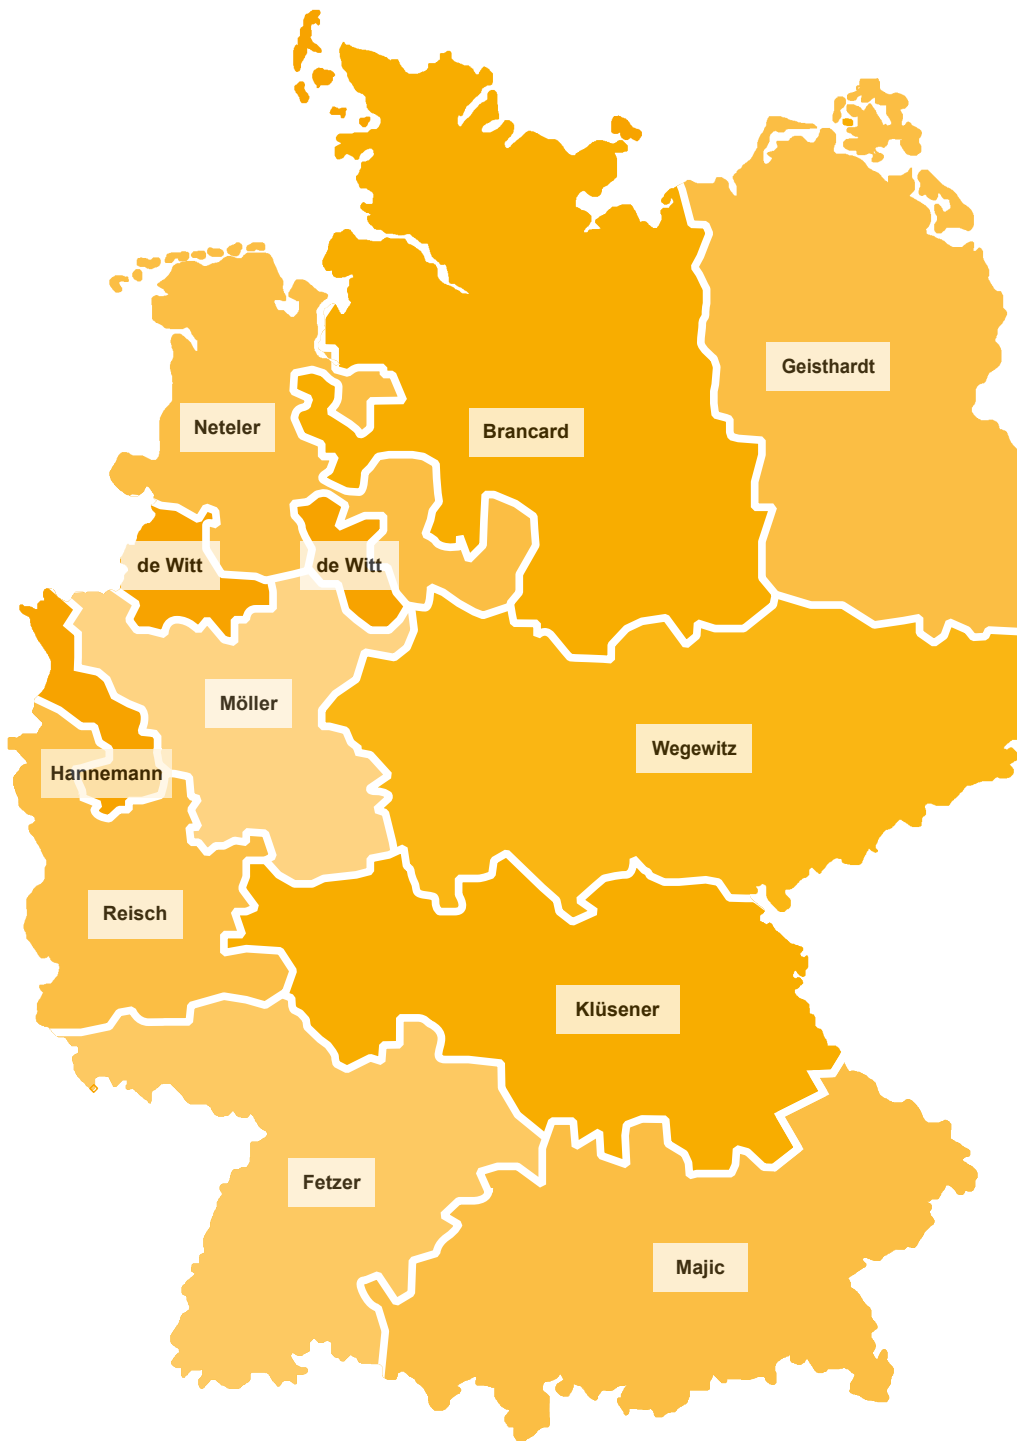 Geisthardt
Neteler
Brancard
de Witt
de Witt
Möller
Wegewitz
Hannemann
Reisch
Klüsener
Fetzer
Majic